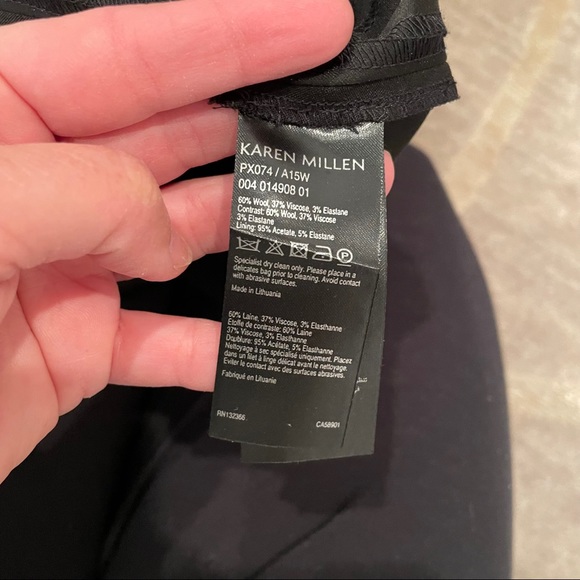 KAREN MILLEN
PX074 / A15W
004 014908 01
60% Wool, 37% Viscose, 3% Elastane
Contrast: 60% Wool, 37% Viscose
3% Elastane
Lining: 95% Acetate, 5% Elastane
P
Specialist dry clean only. Please place in a
delicates bag prior to cleaning. Avoid contact
with abrasive surfaces.
Made in Lithuania
60% Laine, 37% Viscose, 3% Elasthanne
Etoffe de contraste: 60% Laine
37% Viscose, 3% Elasthanne
Doublure: 95% Acétate, 5% Elasthanne
Nettoyage à sec spécialisé uniquement. Placez
dans un filet à linge délicat avant le nettoyage.
Eviter le contact avec des surfaces abrasives.
Fabriqué en Lituanie
RN132366 CA58901